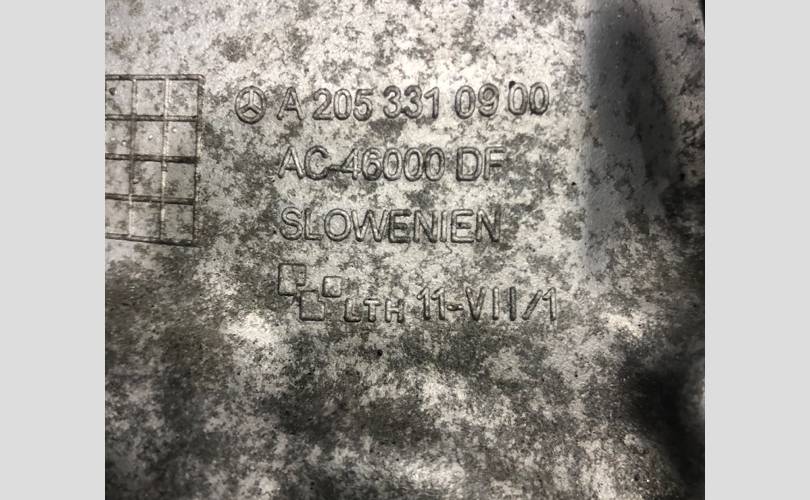 A 205 331 09 00
AC-46000 DF
SLOWENIEN
LTH 11-VII/1